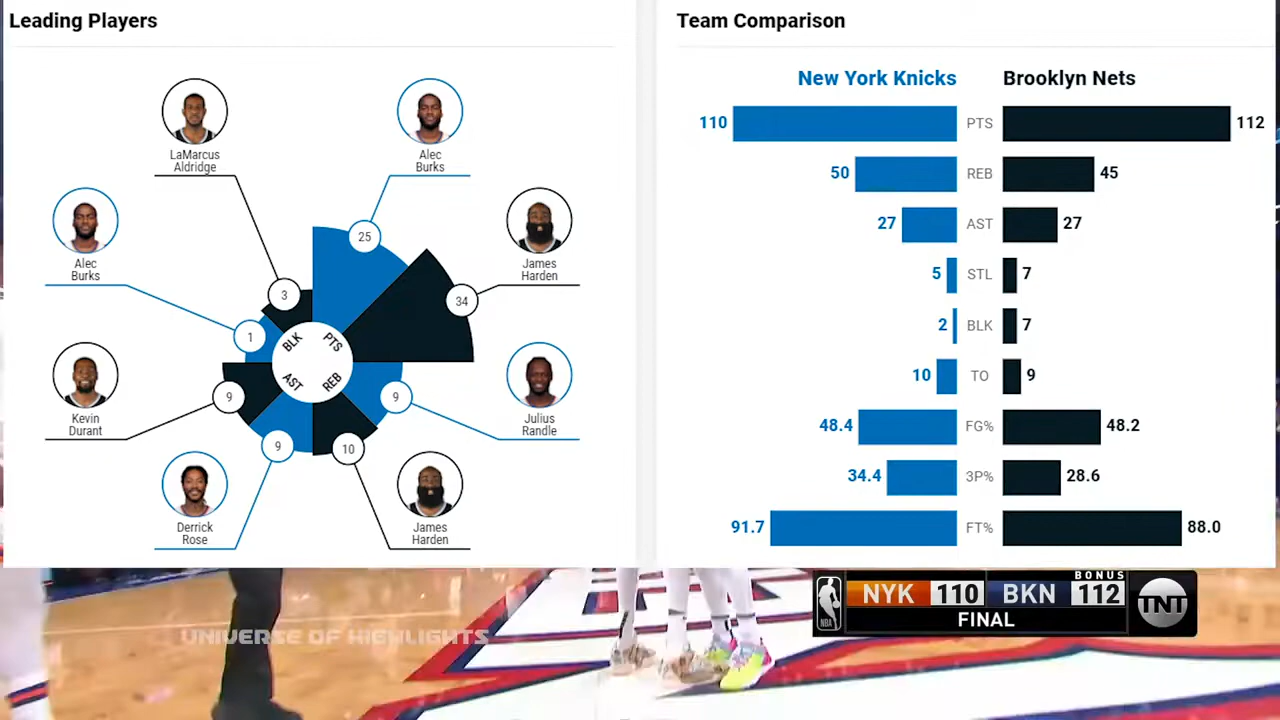 Leading Players
LaMarcus
Aldridge
Alec
Burks
Alec
Burks
James
Harden
25
34
3
1
BLK
PTS
AST
REB
9
9
9
10
Kevin
Durant
Julius
Randle
Derrick
Rose
James
Harden
Team Comparison
New York Knicks Brooklyn Nets
110 PTS 112
50 REB 45
27 AST 27
5 STL 7
2 BLK 7
10 TO 9
48.4 FG% 48.2
34.4 3P% 28.6
91.7 FT% 88.0
UNIVERSE OF HIGHLIGHTS
BONUS
NBA NYK 110 BKN 112 TNT
FINAL